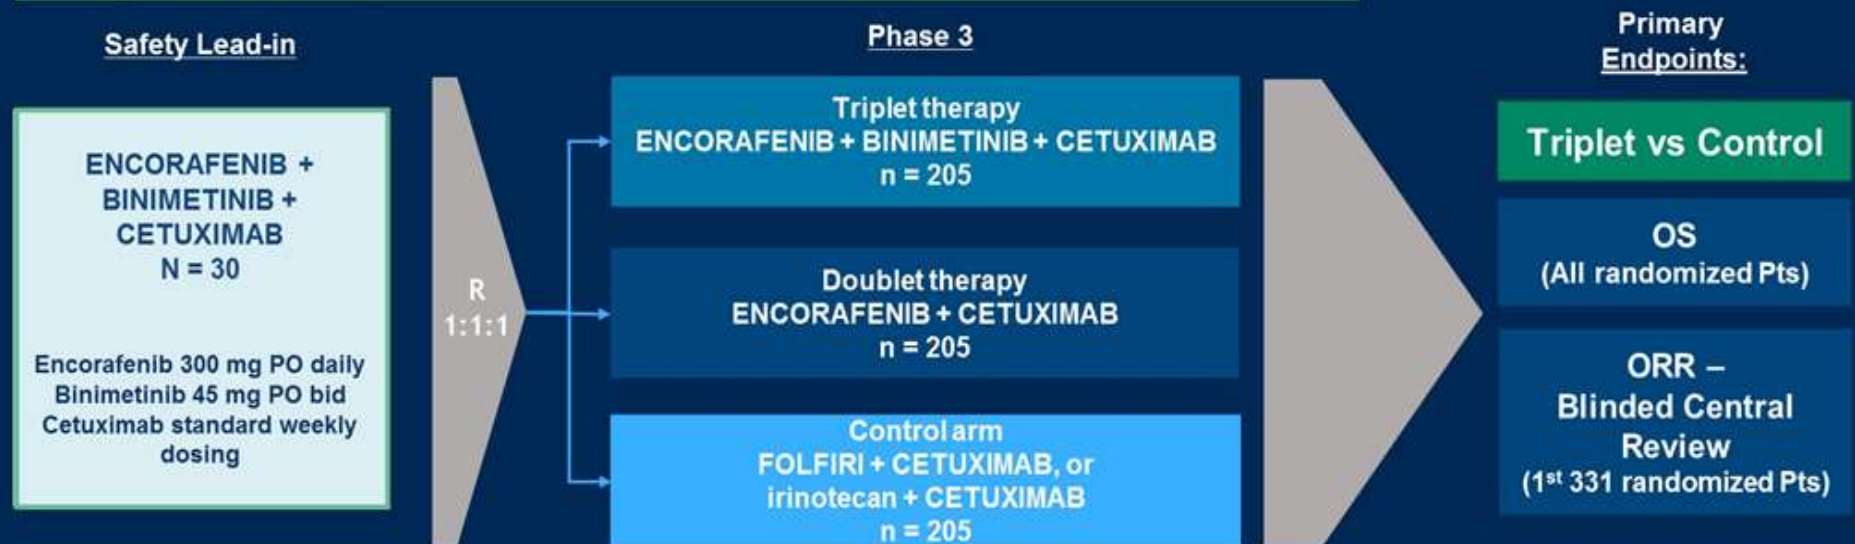 Safety Lead-in
ENCORAFENIB +
BINIMETINIB +
CETUXIMAB
N = 30
Encorafenib 300 mg PO daily
Binimetinib 45 mg PO bid
Cetuximab standard weekly
dosing
R
1:1:1
Phase 3
Triplet therapy
ENCORAFENIB + BINIMETINIB + CETUXIMAB
n = 205
Doublet therapy
ENCORAFENIB + CETUXIMAB
n = 205
Control arm
FOLFIRI + CETUXIMAB, or
irinotecan + CETUXIMAB
n = 205
Primary
Endpoints:
Triplet vs Control
OS
(All randomized Pts)
ORR –
Blinded Central
Review
(1st 331 randomized Pts)